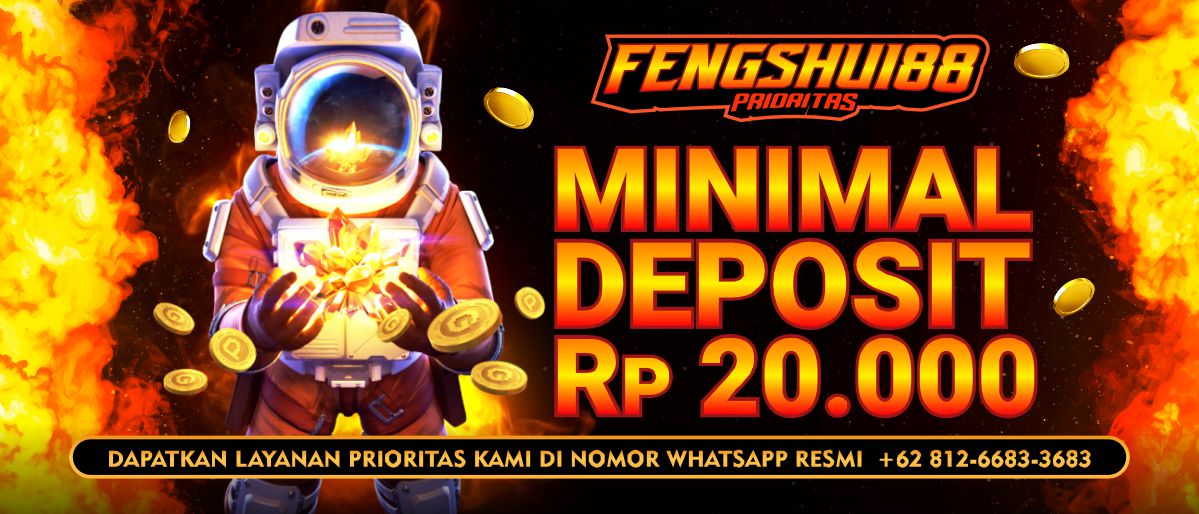 FENGSHUI88
PRIORITAS
MINIMAL
DEPOSIT
RP 20.000
DAPATKAN LAYANAN PRIORITAS KAMI DI NOMOR WHATSAPP RESMI +62 812-6683-3683